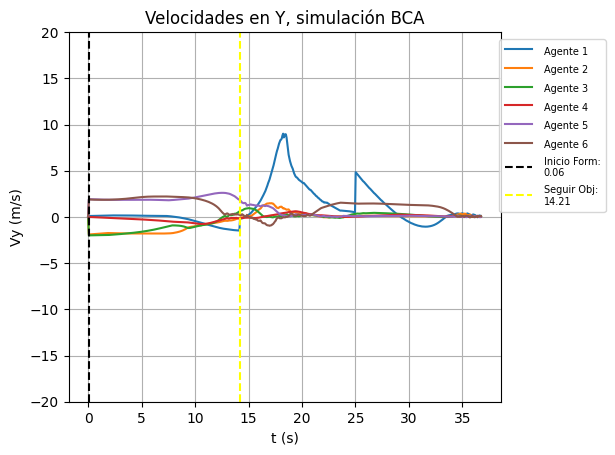 Velocidades en Y, simulación BCA
20
15
10
5
0
−5
−10
−15
−20
Vy (m/s)
0
5
10
15
20
25
30
35
t (s)
Agente 1
Agente 2
Agente 3
Agente 4
Agente 5
Agente 6
Inicio Form:
0.06
Seguir Obj:
14.21